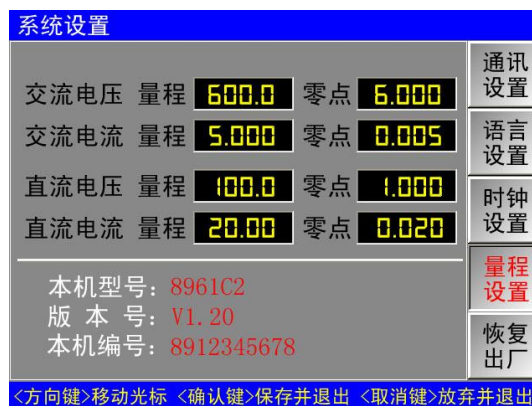 系统设置
交流电压 量程 600.0 零点 6.000
交流电流 量程 5.000 零点 0.005
直流电压 量程 100.0 零点 1.000
直流电流 量程 20.00 零点 0.020
本机型号：8961C2
版 本 号：V1.20
本机编号：8912345678
通讯
设置
语言
设置
时钟
设置
量程
设置
恢复
出厂
<方向键>移动光标 <确认键>保存并退出 <取消键>放弃并退出